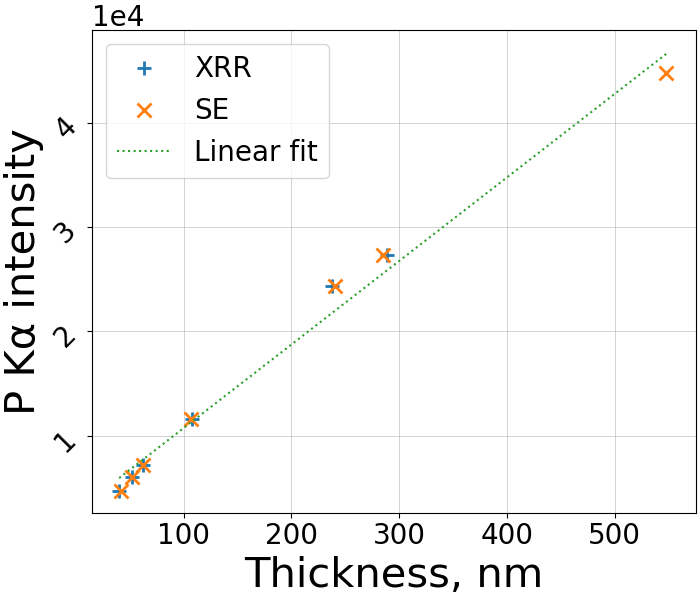 1e4
XRR
SE
Linear fit
P Kα intensity
4
3
2
1
100 200 300 400 500
Thickness, nm